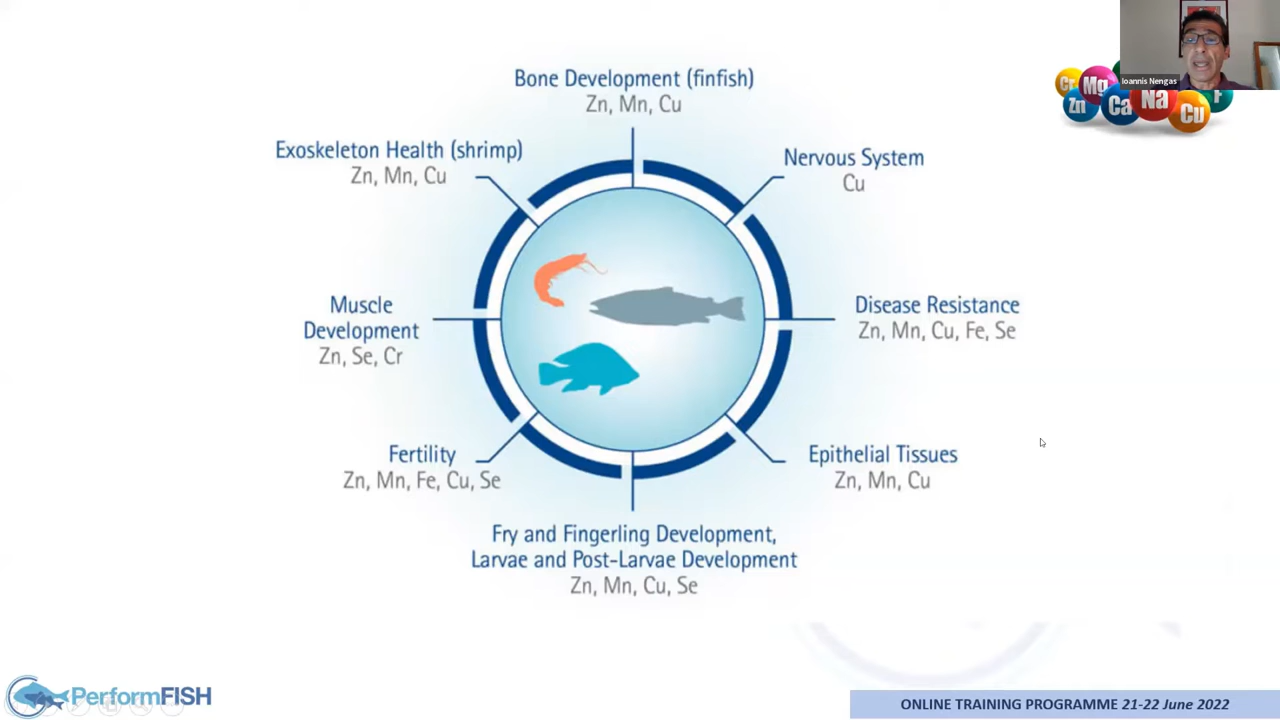 Bone Development (finfish)
Zn, Mn, Cu
Exoskeleton Health (shrimp)
Zn, Mn, Cu
Nervous System
Cu
Muscle
Development
Zn, Se, Cr
Disease Resistance
Zn, Mn, Cu, Fe, Se
Fertility
Zn, Mn, Fe, Cu, Se
Epithelial Tissues
Zn, Mn, Cu
Fry and Fingerling Development,
Larvae and Post-Larvae Development
Zn, Mn, Cu, Se
Ioannis Nengas
Cr Mg
Zn Ca Na Cu
PerformFISH
ONLINE TRAINING PROGRAMME 21-22 June 2022